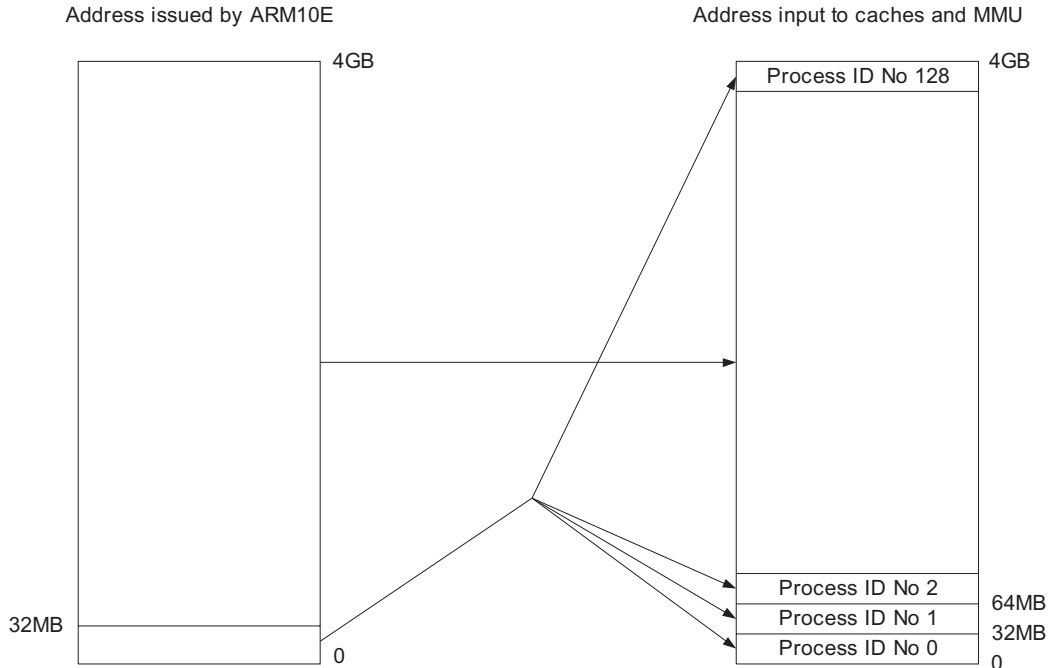 Address issued by ARM10E
Address input to caches and MMU
4GB
4GB
Process ID No 128
Process ID No 2
64MB
Process ID No 1
32MB
32MB
Process ID No 0
0
0